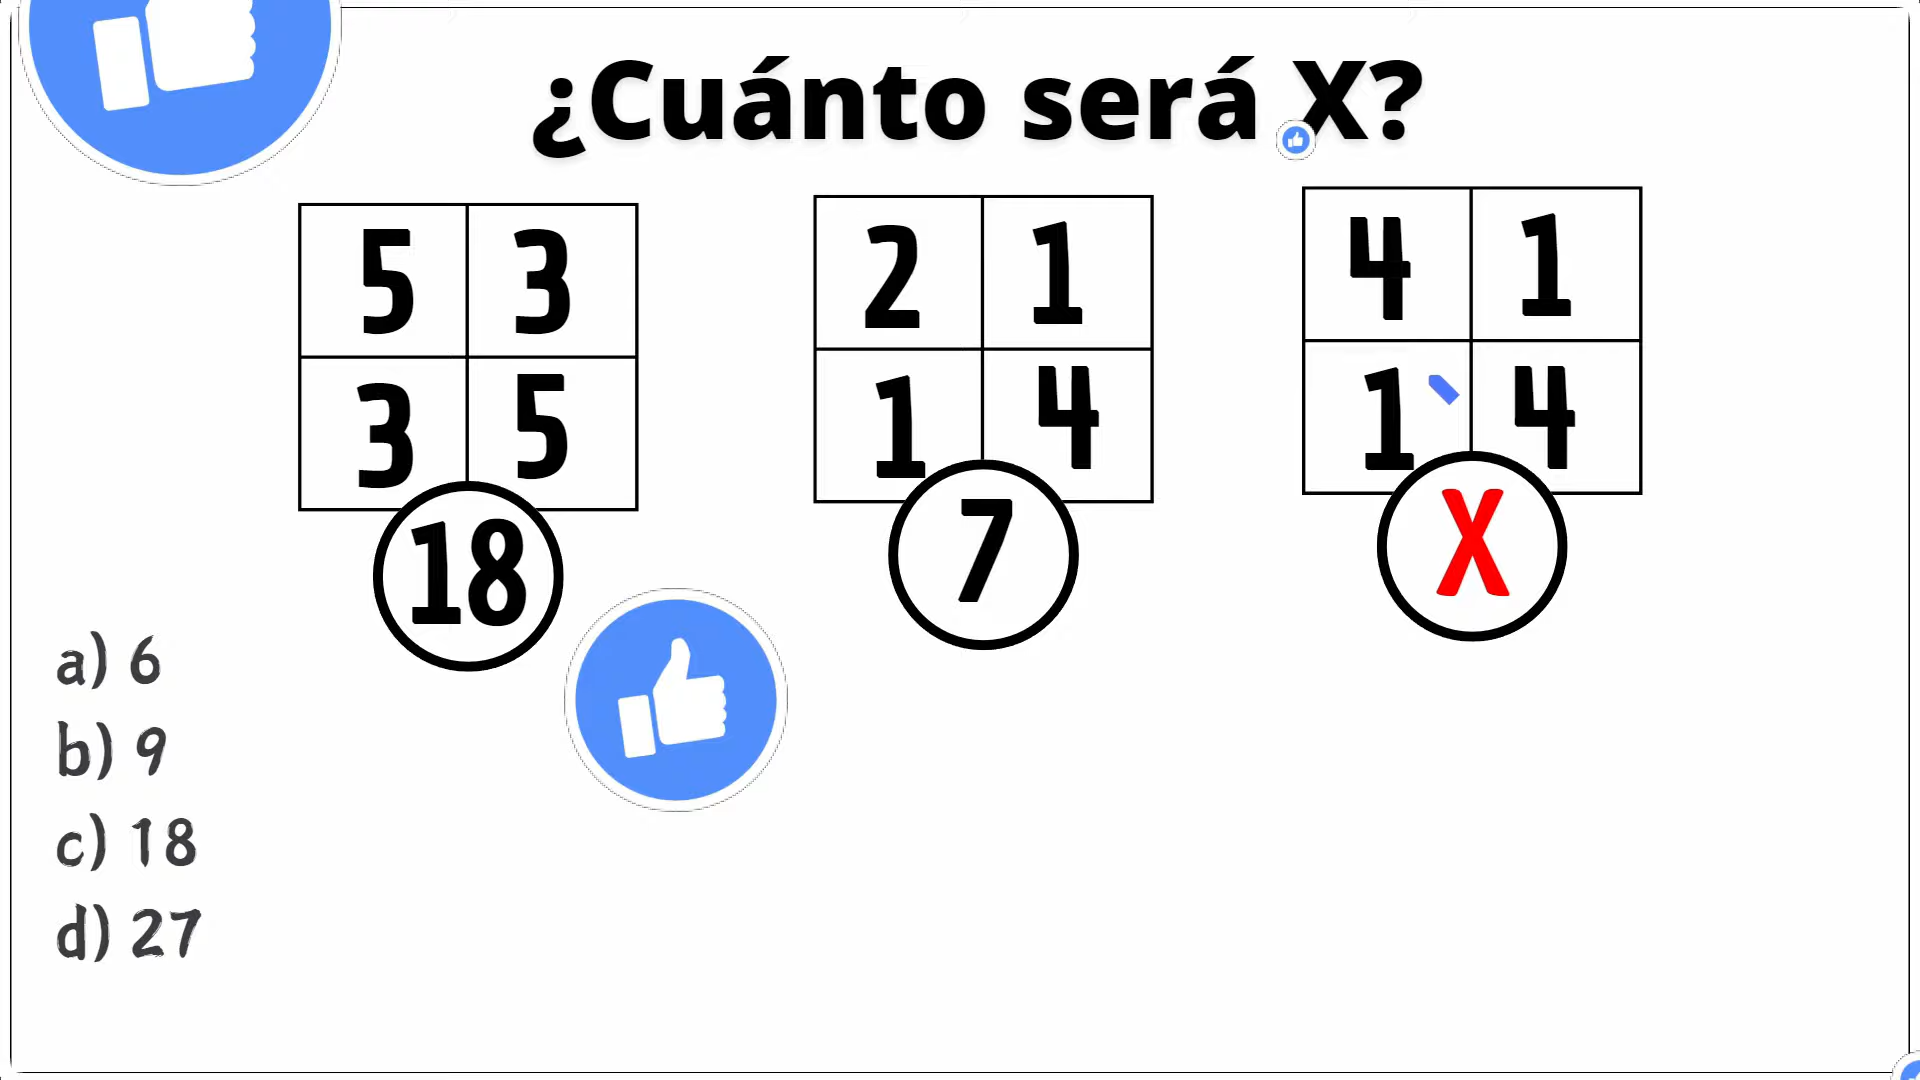 ¿Cuánto será X?
5 3
3 5
18
2 1
1 4
7
4 1
1 4
X
a) 6
b) 9
c) 18
d) 27